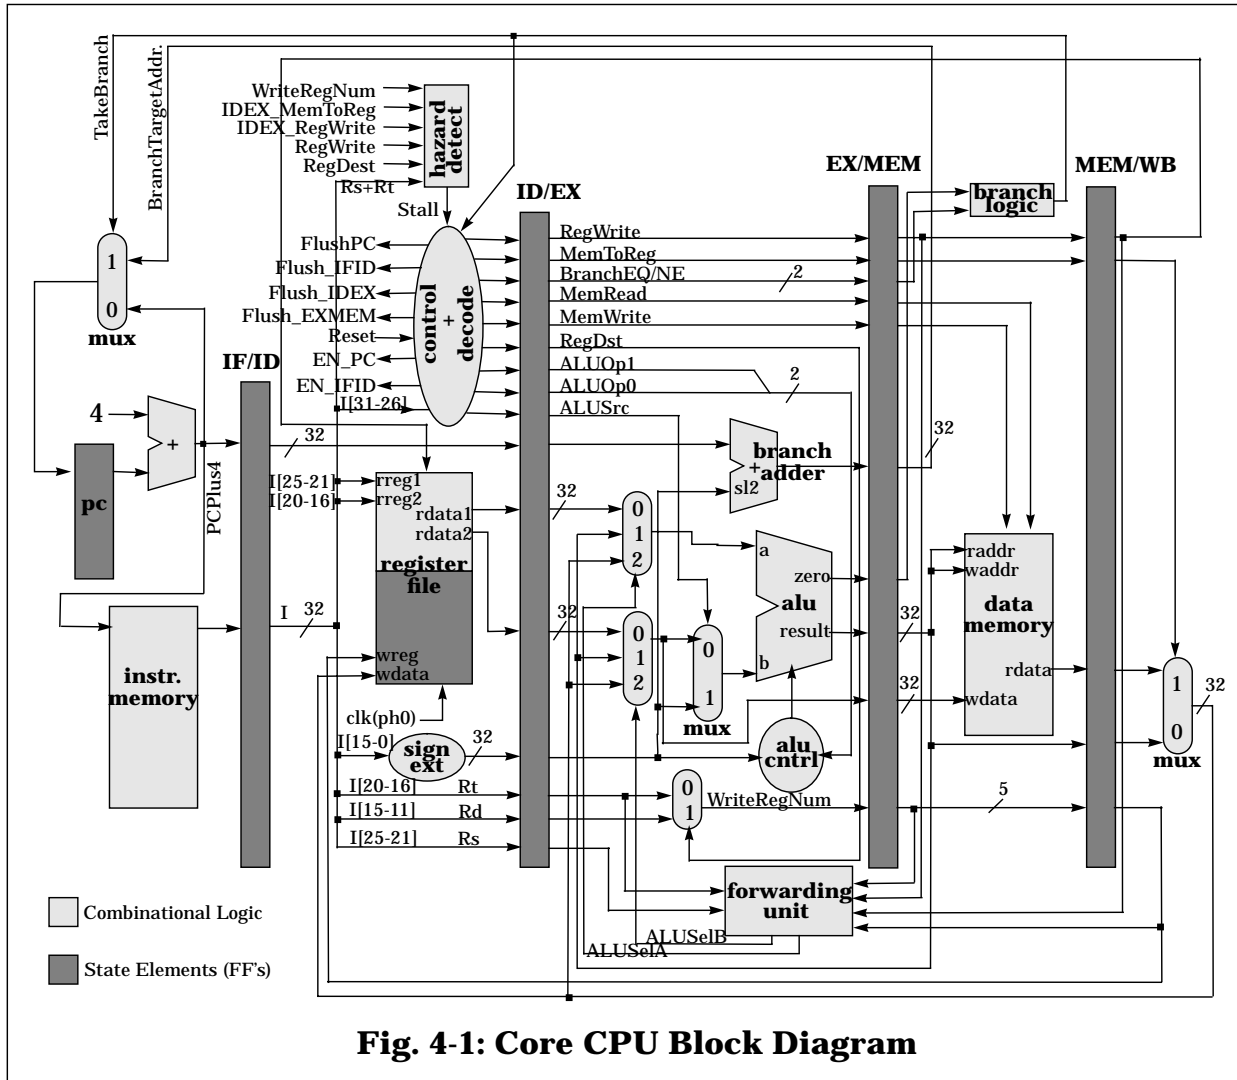 TakeBranch
BranchTargetAddr.
WriteRegNum
IDEX_MemToReg
IDEX_RegWrite
RegWrite
RegDest
Rs+Rt
hazard
detect
Stall
FlushPC
Flush_IFID
Flush_IDEX
Flush_EXMEM
Reset
EN_PC
EN_IFID
I[31-26]
control
+
decode
ID/EX
RegWrite
MemToReg
BranchEQ/NE
2
MemRead
MemWrite
RegDst
ALUOp1
ALUOp0
2
ALUSrc
EX/MEM
branch
logic
MEM/WB
1
0
mux
IF/ID
4
+
pc
PCPlus4
32
I[25-21]
I[20-16]
rreg1
rreg2
rdata1
rdata2
register
file
wreg
wdata
clk(ph0)
I
32
instr.
memory
I[15-0]
sign
ext
32
I[20-16]
Rt
I[15-11]
Rd
I[25-21]
Rs
32
0
1
2
32
0
1
2
0
1
mux
+
sl2
branch
adder
32
a
b
zero
alu
result
alu
cntrl
32
32
0
1
WriteRegNum
5
raddr
waddr
data
memory
rdata
wdata
1
0
mux
32
forwarding
unit
ALUSelB
ALUSelA
Combinational Logic
State Elements (FF's)
Fig. 4-1: Core CPU Block Diagram